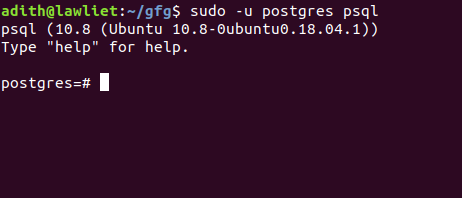 adith@lawliet:~/gfg$ sudo -u postgres psql
psql (10.8 (Ubuntu 10.8-0ubuntu0.18.04.1))
Type "help" for help.
postgres=#